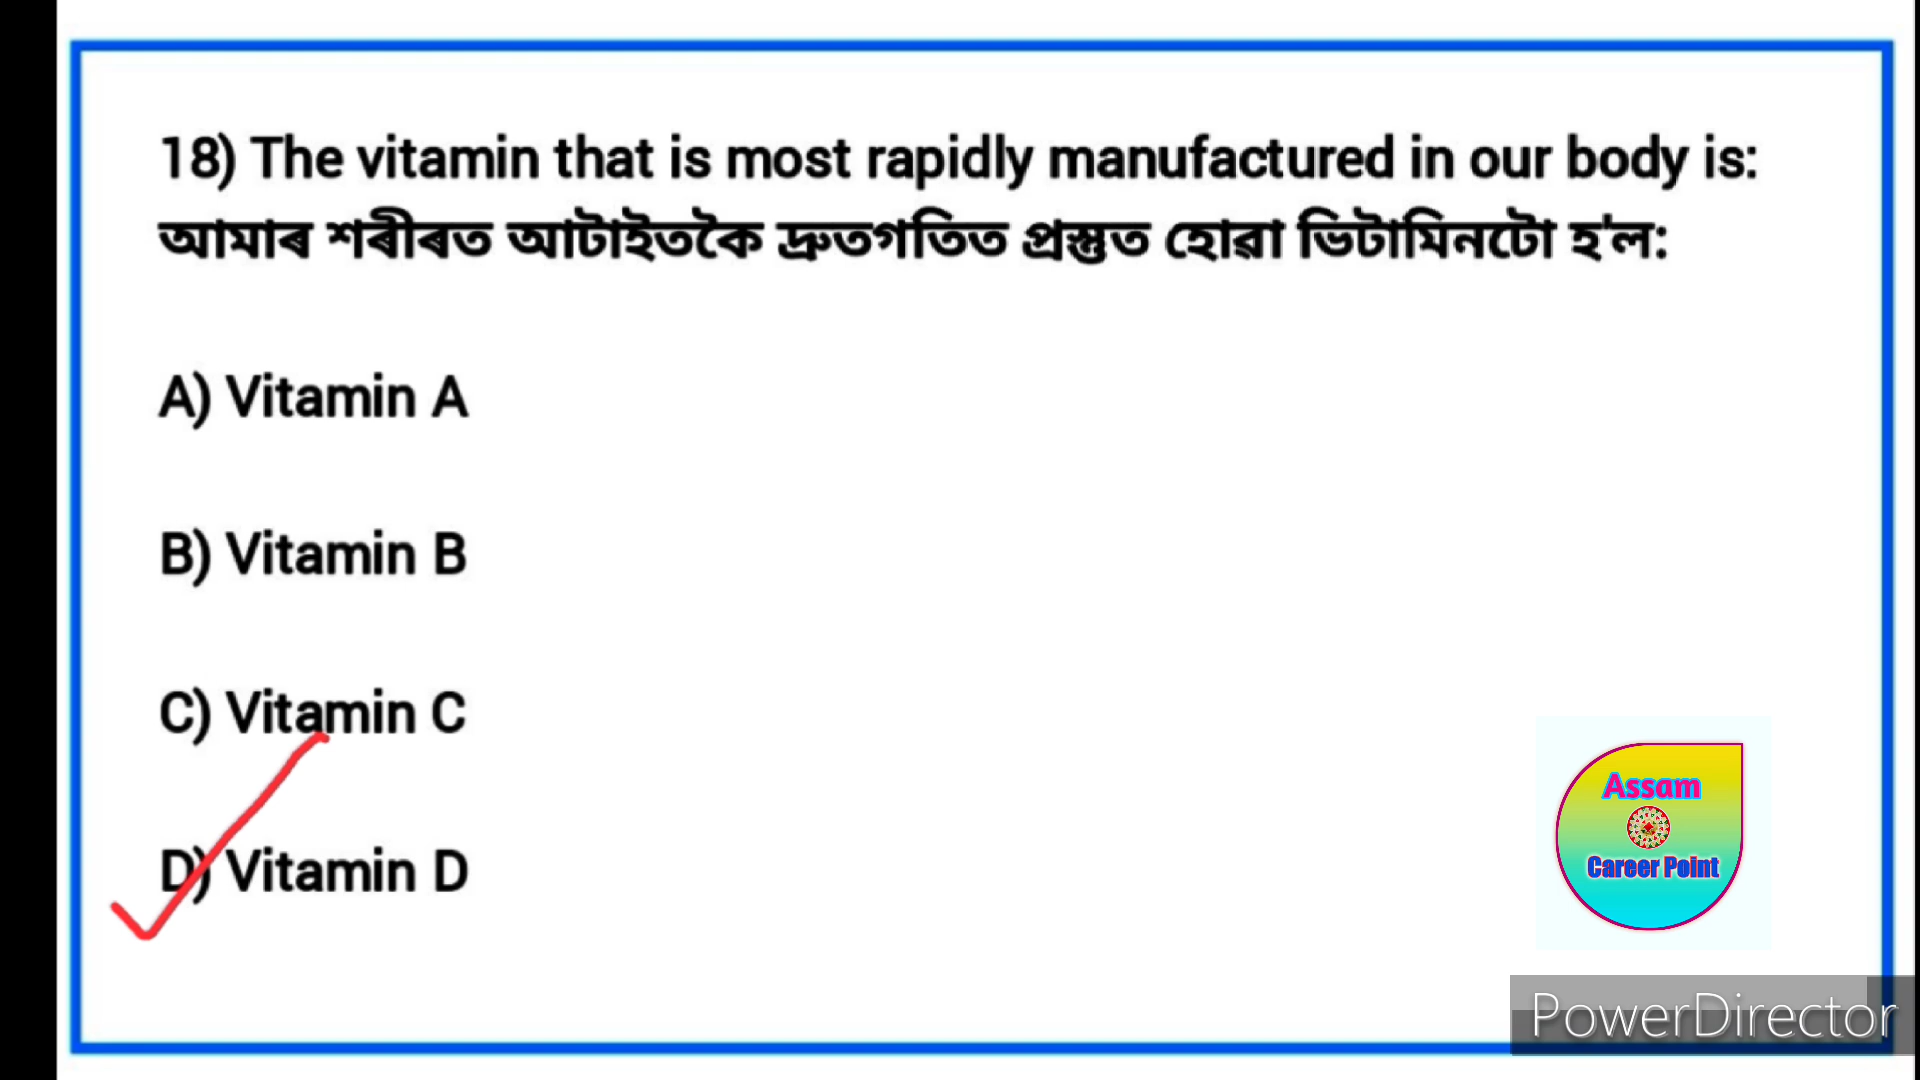 18) The vitamin that is most rapidly manufactured in our body is:
আমাৰ শৰীৰত আটাইতকৈ দ্ৰুতগতিত প্ৰস্তুত হোৱা ভিটামিনটো হ'ল:
A) Vitamin A
B) Vitamin B
C) Vitamin C
D) Vitamin D
Assam
Career Point
PowerDirector